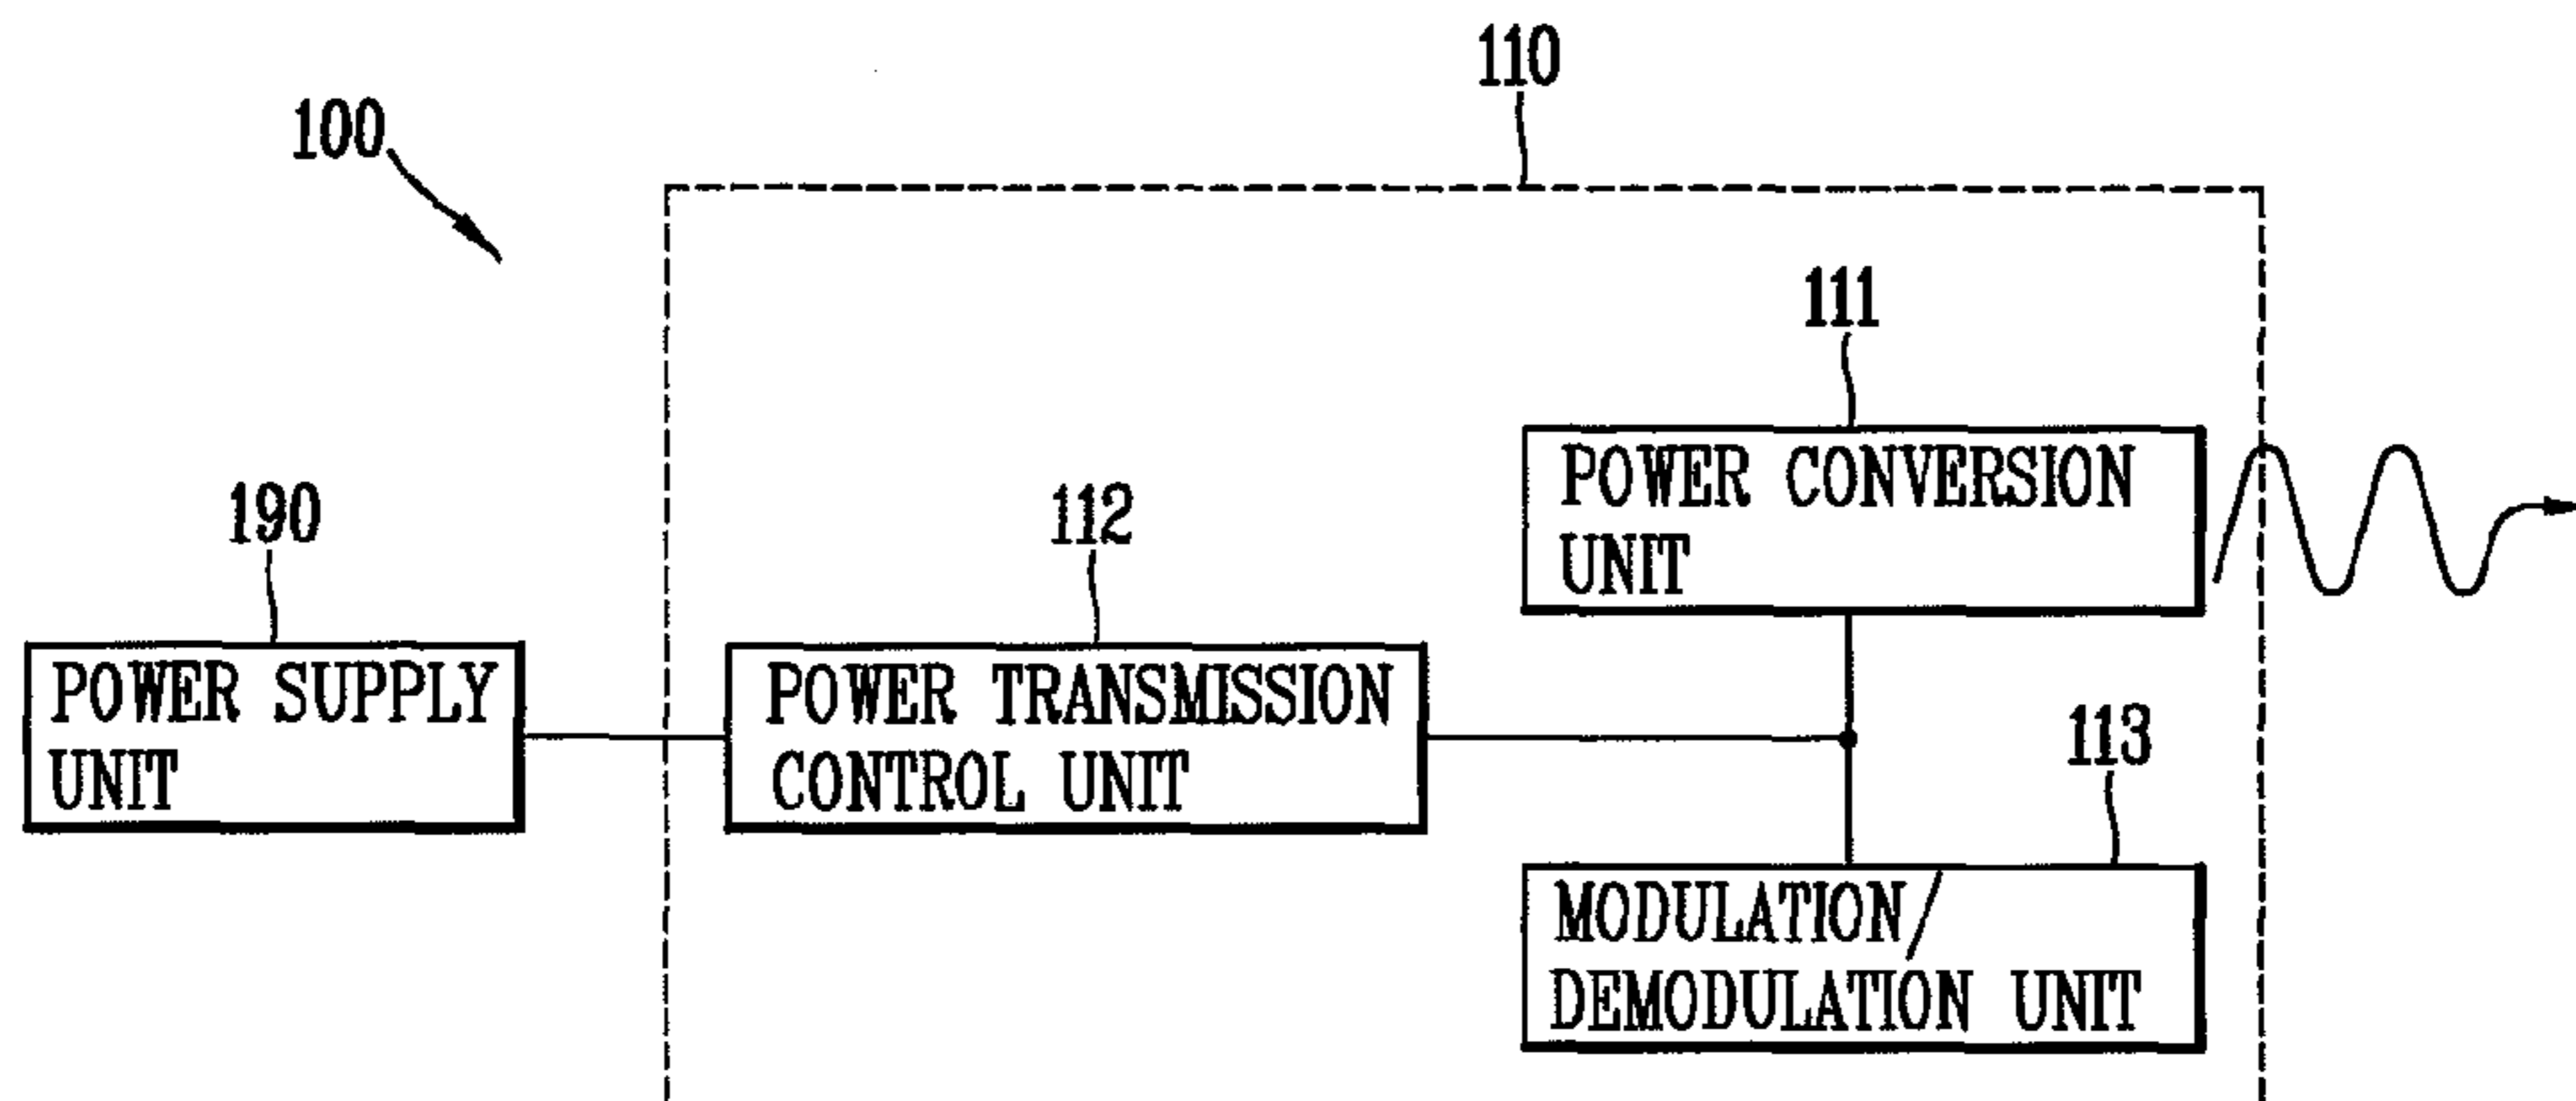 110
100
111
POWER CONVERSION
UNIT
190
112
POWER SUPPLY
UNIT
POWER TRANSMISSION
CONTROL UNIT
113
MODULATION/
DEMODULATION UNIT